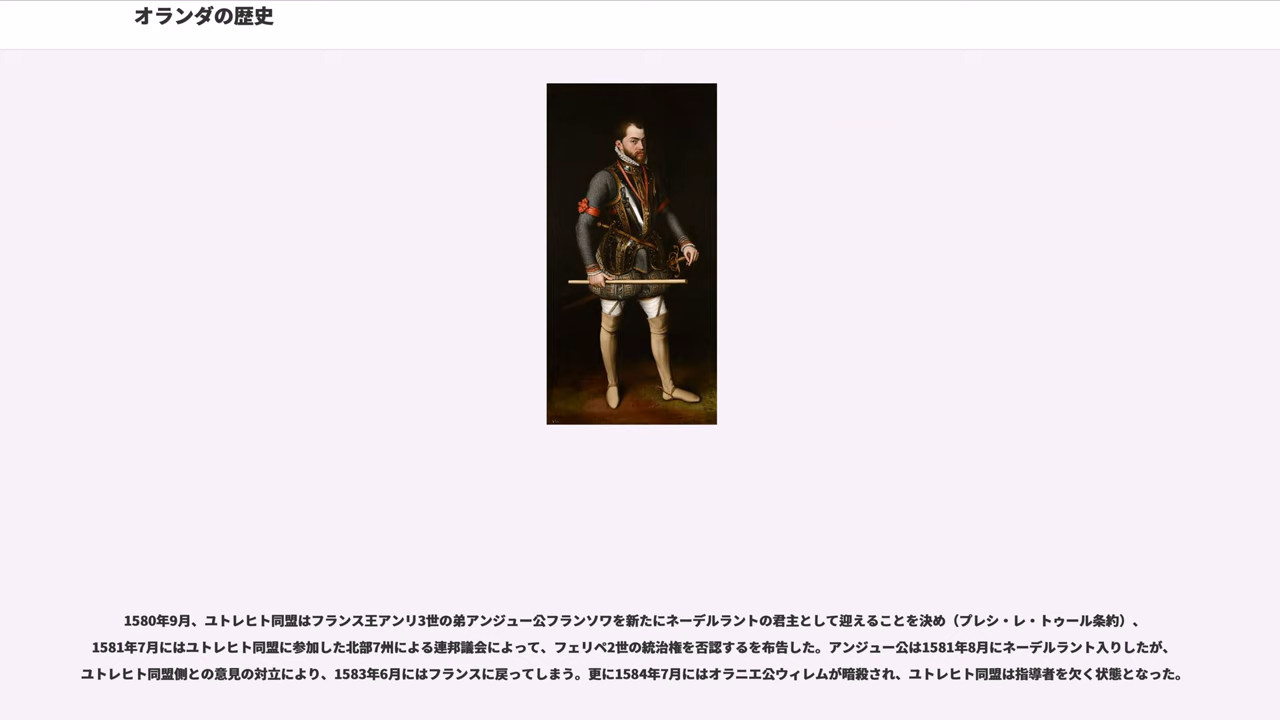 オランダの歴史
1580年9月、ユトレヒト同盟はフランス王アンリ3世の弟アンジュー公フランソワを新たにネーデルラントの君主として迎えることを決め（プレシ・レ・トゥール条約）、
1581年7月にはユトレヒト同盟に参加した北部7州による連邦議会によって、フェリペ2世の統治権を否認するを布告した。アンジュー公は1581年8月にネーデルラント入りしたが、
ユトレヒト同盟側との意見の対立により、1583年6月にはフランスに戻ってしまう。更に1584年7月にはオラニエ公ウィレムが暗殺され、ユトレヒト同盟は指導者を欠く状態となった。